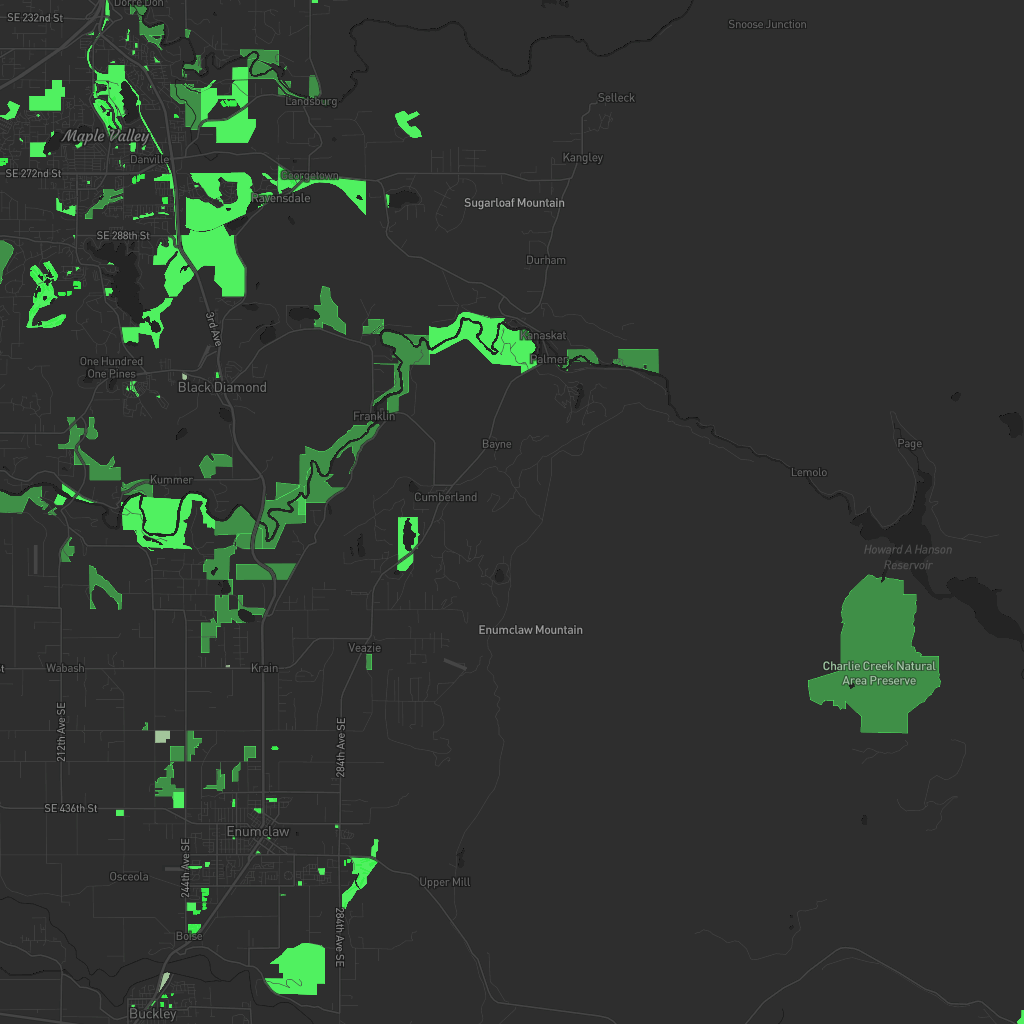 Dorre Don
SE 232nd St
Snoose Junction
Selleck
Landsburg
Maple Valley
Danville
Kangley
SE 272nd St
Georgetown
Ravensdale
Sugarloaf Mountain
SE 288th St
Durham
3rd Ave
Kanaskat
Palmer
One Hundred
One Pines
Black Diamond
Franklin
Bayne
Page
Lemolo
Kummer
Cumberland
Howard A Hanson
Reservoir
Enumclaw Mountain
Veazie
Wabash
Krain
Charlie Creek Natural
Area Preserve
212th Ave SE
284th Ave SE
SE 436th St
Enumclaw
244th Ave SE
Osceola
Upper Mill
284th Ave SE
Boise
Buckley